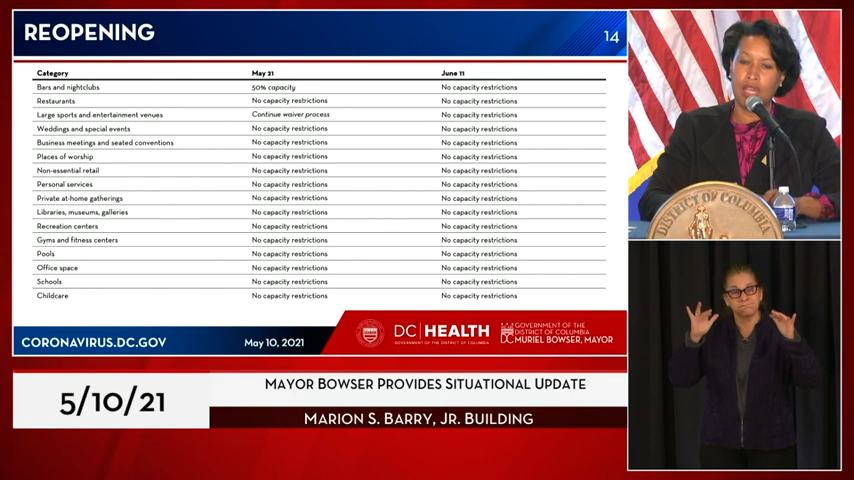 REOPENING
14
Category May 21 June 11
Bars and nightclubs 50% capacity No capacity restrictions
Restaurants No capacity restrictions No capacity restrictions
Large sports and entertainment venues Continue waiver process No capacity restrictions
Weddings and special events No capacity restrictions No capacity restrictions
Business meetings and seated conventions No capacity restrictions No capacity restrictions
Places of worship No capacity restrictions No capacity restrictions
Non-essential retail No capacity restrictions No capacity restrictions
Personal services No capacity restrictions No capacity restrictions
Private at-home gatherings No capacity restrictions No capacity restrictions
Libraries, museums, galleries No capacity restrictions No capacity restrictions
Recreation centers No capacity restrictions No capacity restrictions
Gyms and fitness centers No capacity restrictions No capacity restrictions
Pools No capacity restrictions No capacity restrictions
Office space No capacity restrictions No capacity restrictions
Schools No capacity restrictions No capacity restrictions
Childcare No capacity restrictions No capacity restrictions
CORONAVIRUS.DC.GOV
May 10, 2021
DC HEALTH
GOVERNMENT OF THE DISTRICT OF COLUMBIA
GOVERNMENT OF THE
DISTRICT OF COLUMBIA
DC MURIEL BOWSER, MAYOR
DISTRICT OF COLUMBIA
5/10/21
MAYOR BOWSER PROVIDES SITUATIONAL UPDATE
MARION S. BARRY, JR. BUILDING